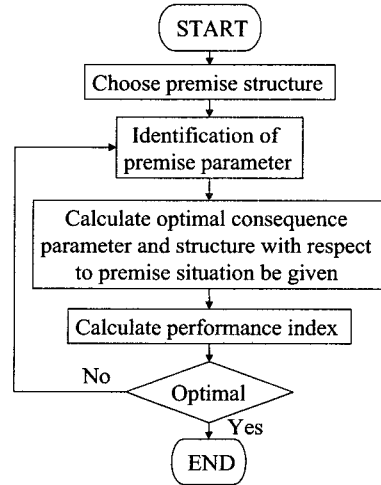 START
Choose premise structure
Identification of
premise parameter
Calculate optimal consequence
parameter and structure with respect
to premise situation be given
Calculate performance index
No
Optimal
Yes
END